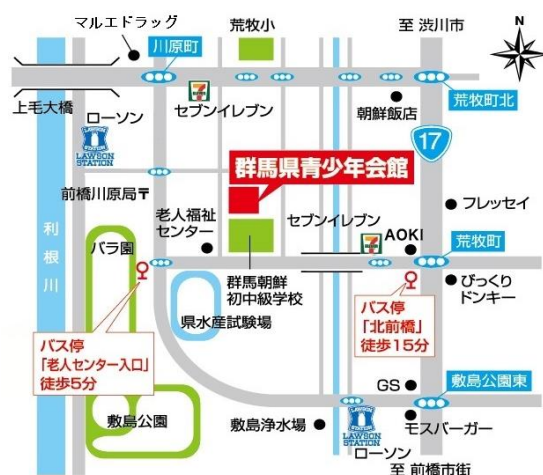 マルエドラッグ
荒牧小
至 渋川市
N
川原町
上毛大橋
7
セブンイレブン
朝鮮飯店
荒牧町北
ローソン
LAWSON
STATION
17
群馬県青少年会館
前橋川原局〒
フレッセイ
老人福祉
センター
セブンイレブン
7
AOKI
荒牧町
利根川
バラ園
群馬朝鮮
初中級学校
びっくり
ドンキー
県水産試験場
バス停
「北前橋」
徒歩15分
バス停
「老人センター入口」
徒歩5分
GS
敷島公園東
敷島公園
敷島浄水場
LAWSON
STATION
モスバーガー
ローソン
至 前橋市街